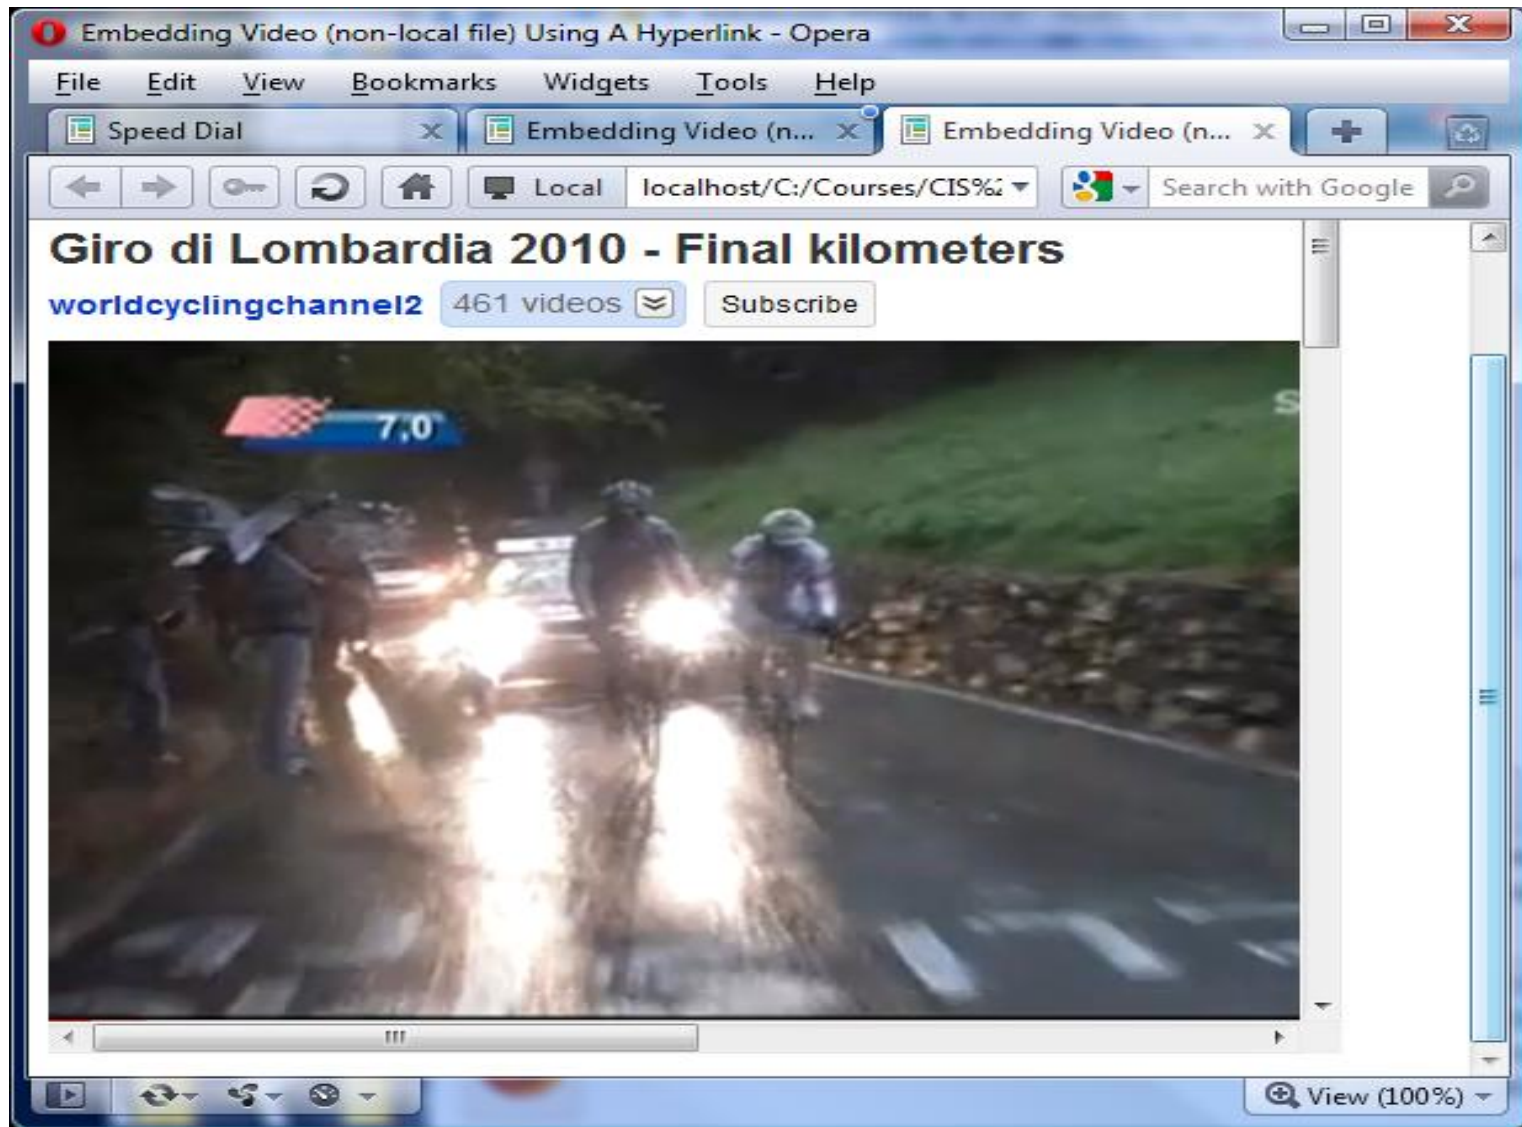 Embedding Video (non-local file) Using A Hyperlink - Opera
File Edit View Bookmarks Widgets Tools Help
Speed Dial Embedding Video (n... Embedding Video (n...
Local localhost/C:/Courses/CIS% Search with Google
Giro di Lombardia 2010 - Final kilometers
worldcyclingchannel2 461 videos Subscribe
7,0
S
View (100%)